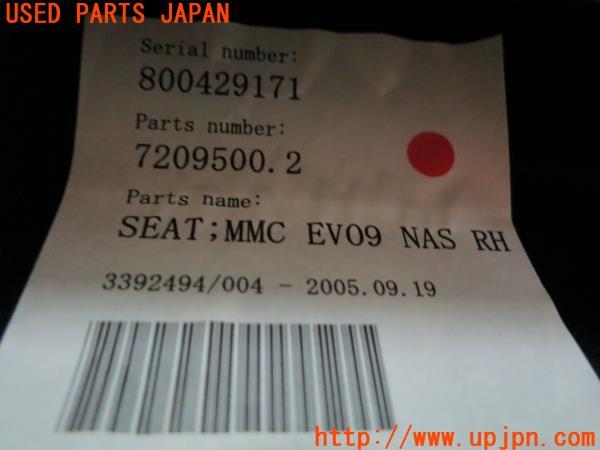 USED PARTS JAPAN
Serial number:
800429171
Parts number:
7209500.2
Parts name:
SEAT;MMC EV09 NAS RH
3392494/004 - 2005.09.19
http://www.upjpn.com/